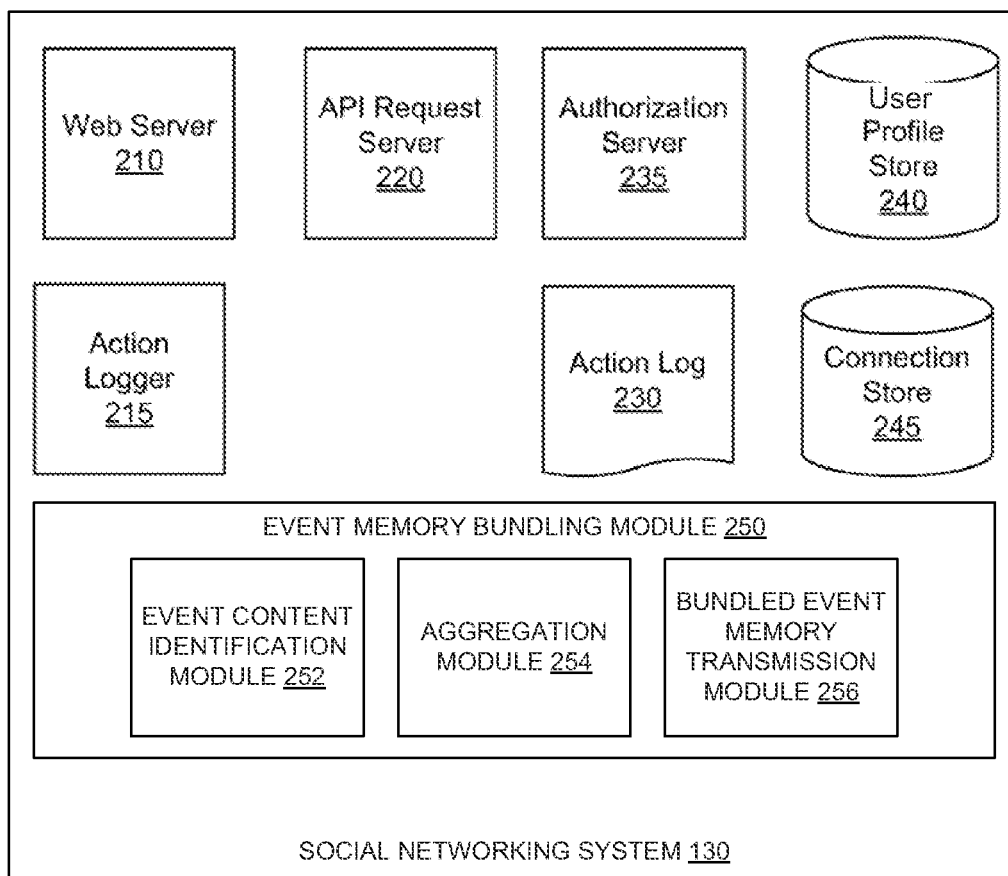 Web Server
210
API Request
Server
220
Authorization
Server
235
User
Profile
Store
240
Action
Logger
215
Action Log
230
Connection
Store
245
EVENT MEMORY BUNDLING MODULE 250
EVENT CONTENT
IDENTIFICATION
MODULE 252
AGGREGATION
MODULE 254
BUNDLED EVENT
MEMORY
TRANSMISSION
MODULE 256
SOCIAL NETWORKING SYSTEM 130